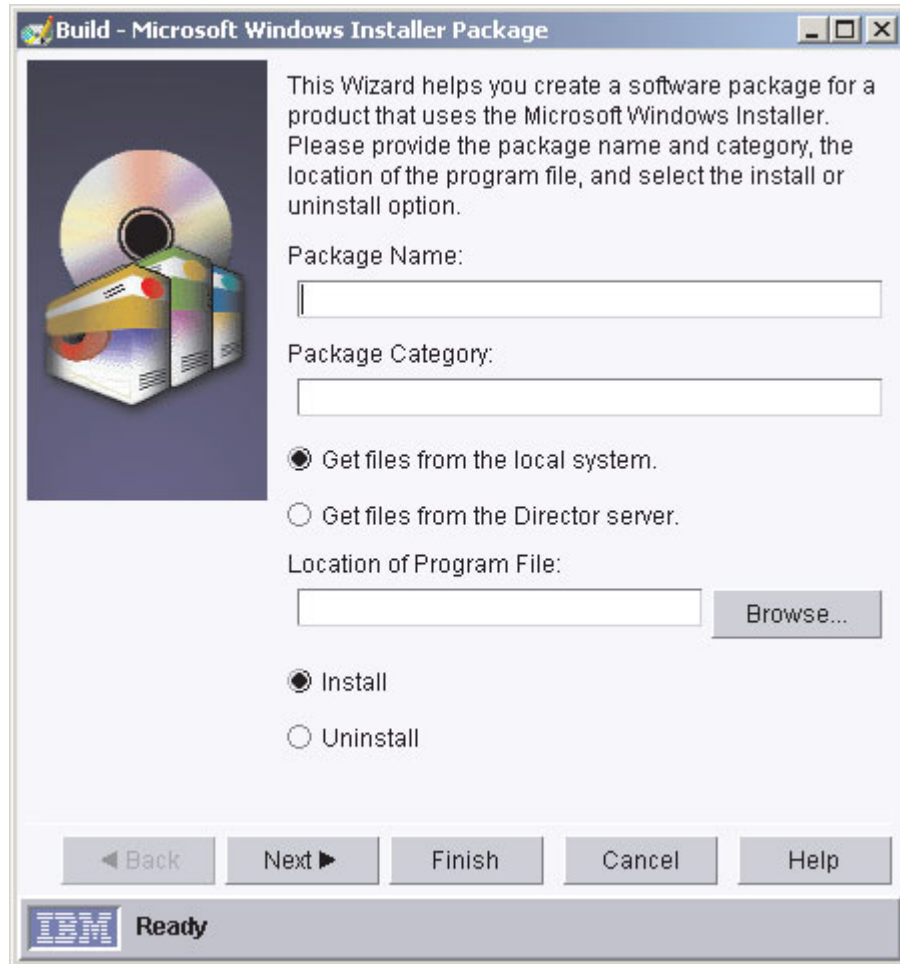 Build - Microsoft Windows Installer Package
This Wizard helps you create a software package for a
product that uses the Microsoft Windows Installer.
Please provide the package name and category, the
location of the program file, and select the install or
uninstall option.
Package Name:
Package Category:
Get files from the local system.
Get files from the Director server.
Location of Program File:
Browse...
Install
Uninstall
Back Next Finish Cancel Help
IBM Ready